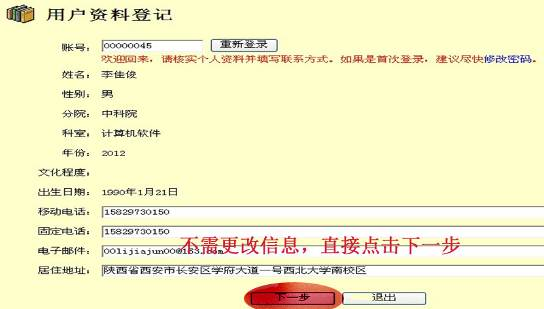 用户资料登记
账号： 00000045 重新登录
欢迎回来，请核实个人资料并填写联系方式。如果是首次登录，建议尽快修改密码。
姓名： 李佳俊
性别： 男
分院： 中科院
科室： 计算机软件
年份： 2012
文化程度：
出生日期： 1990年1月21日
移动电话： 15829730150
固定电话： 15829730150
不需更改信息，直接点击下一步
电子邮件： 001lijiajun000@163.com
居住地址： 陕西省西安市长安区学府大道一号西北大学南校区
下一步 退出